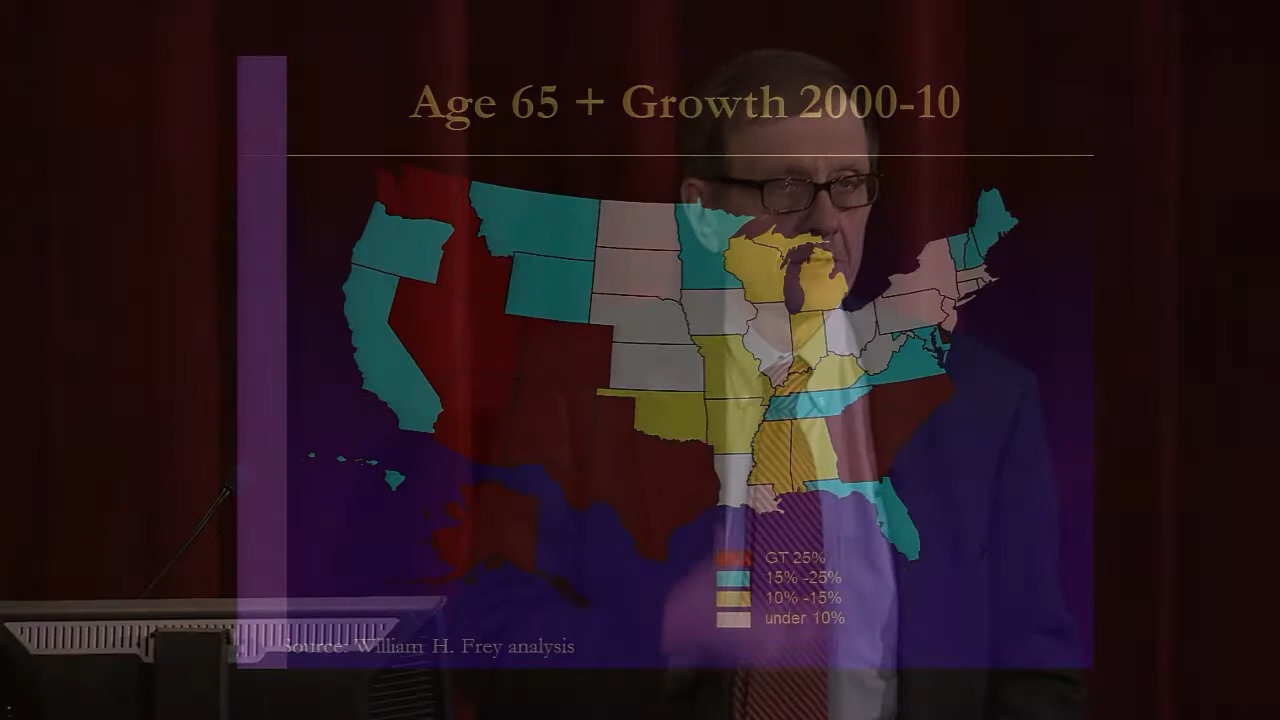 Age 65 + Growth 2000-10
GT 25%
15% -25%
10% -15%
under 10%
Source: William H. Frey analysis